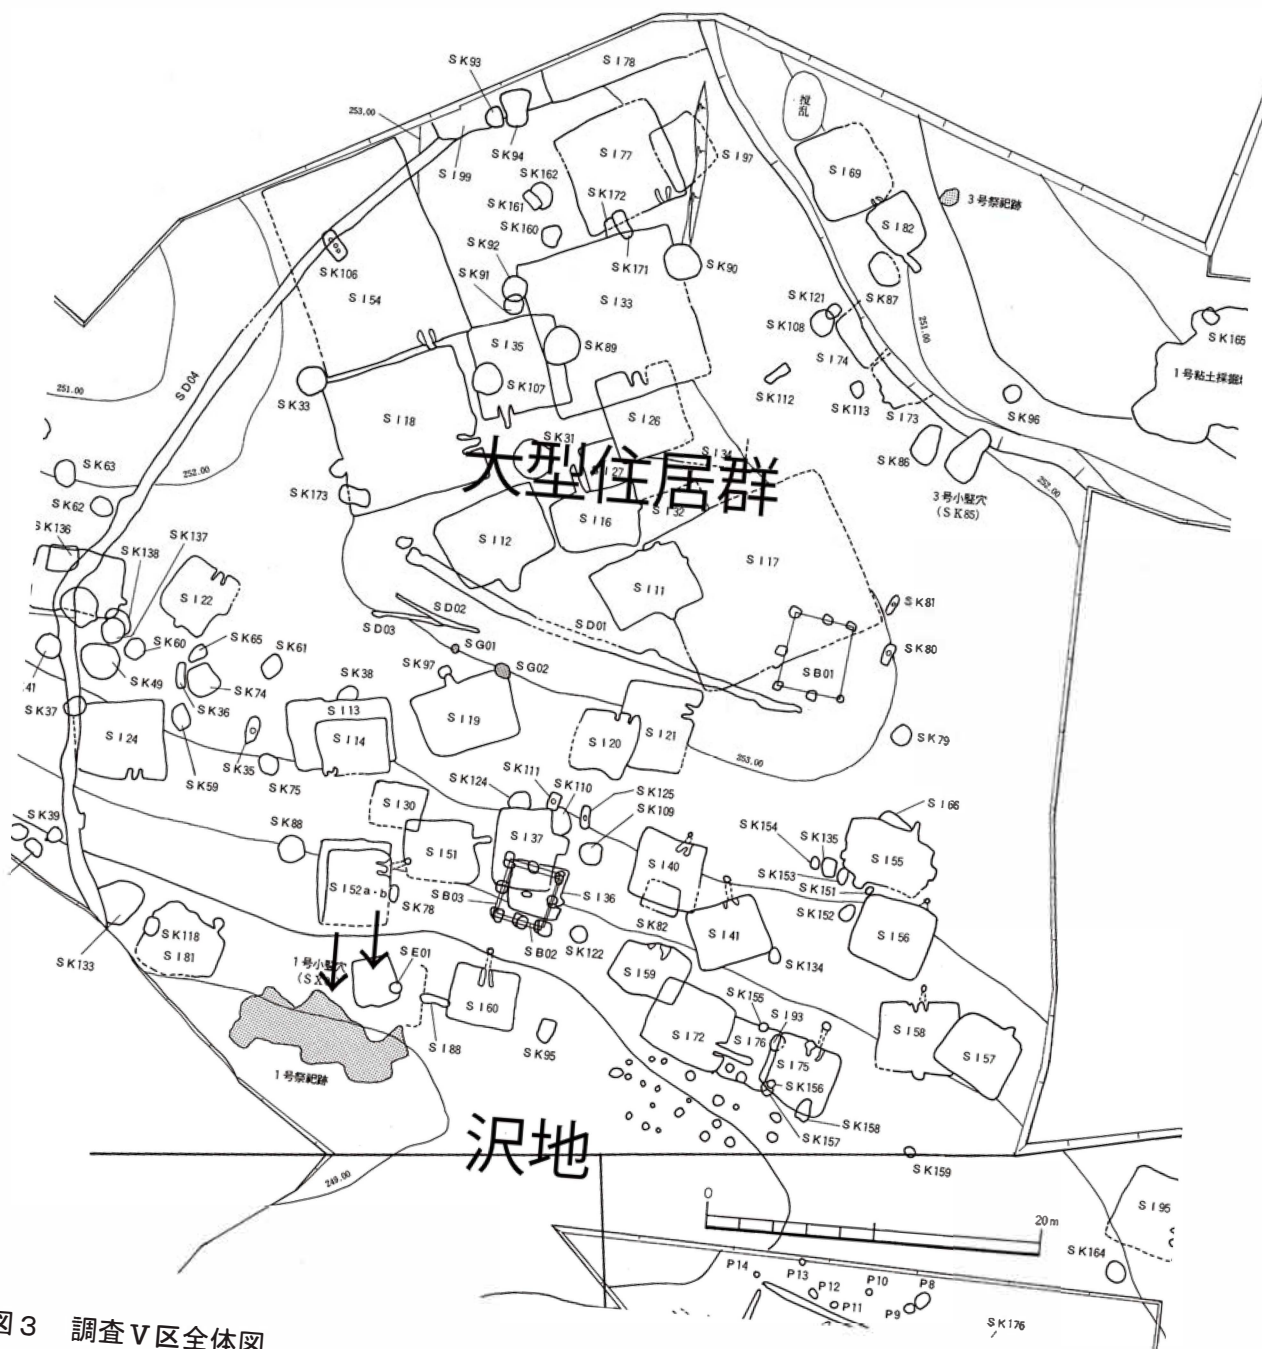 SK93
SI78
253.00
攪乱
SK94
SI99
SI77
SI97
SK162
SK172
SK161
SK160
SI69
3号祭祀跡
SI82
SK92
SK91
SK106
SI54
SK171
SK90
SI33
SK87
SK121
SK108
251.00
SK165
1号粘土採掘
SI35
SK89
SI74
251.00
SD04
SK107
SK33
SI18
SK112
SK113
SI73
SK96
SI26
SK31
SI34
SK86
SK63
252.00
大型住居群
SI27
252.00
SK62
SK173
SI16
SI32
3号小竪穴
(SK85)
SK136
SK137
SK138
SI12
SI17
SI22
SI11
SK81
SD02
SD03
SD01
SK60
SK65
SK61
SG01
SK80
41
SK49
SK74
SK38
SK97
SG02
SB01
SK37
SK36
SI13
SI24
SI14
SI19
SI20
SI21
SK79
SK35
SK59
SK75
253.00
SK111
SK110
SK124
SK125
SK109
SI30
SI66
SK39
SK88
SI37
SK154
SK135
SI51
SI40
SI55
SK153
SI52a・b
SK151
SB03
SI36
SK78
SK82
SK152
SK118
SI41
SI56
SI81
SB02
SK122
SK133
SE01
1号小竪穴
(SX
SK134
SI59
SI60
SK155
SI93
SI72
SI76
SI58
SI88
SK95
SI75
SI57
1号祭祀跡
SK156
SK158
SK157
沢地
SK159
249.00
0
20m
SI95
SK164
P14
P13
P12
P10
P8
P11
P9
SK176
図3 調査Ⅴ区全体図